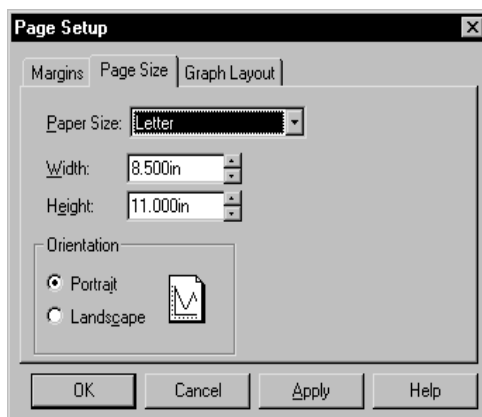 Page Setup
Margins Page Size Graph Layout
Paper Size: Letter
Width: 8.500in
Height: 11.000in
Orientation
Portrait
Landscape
OK Cancel Apply Help